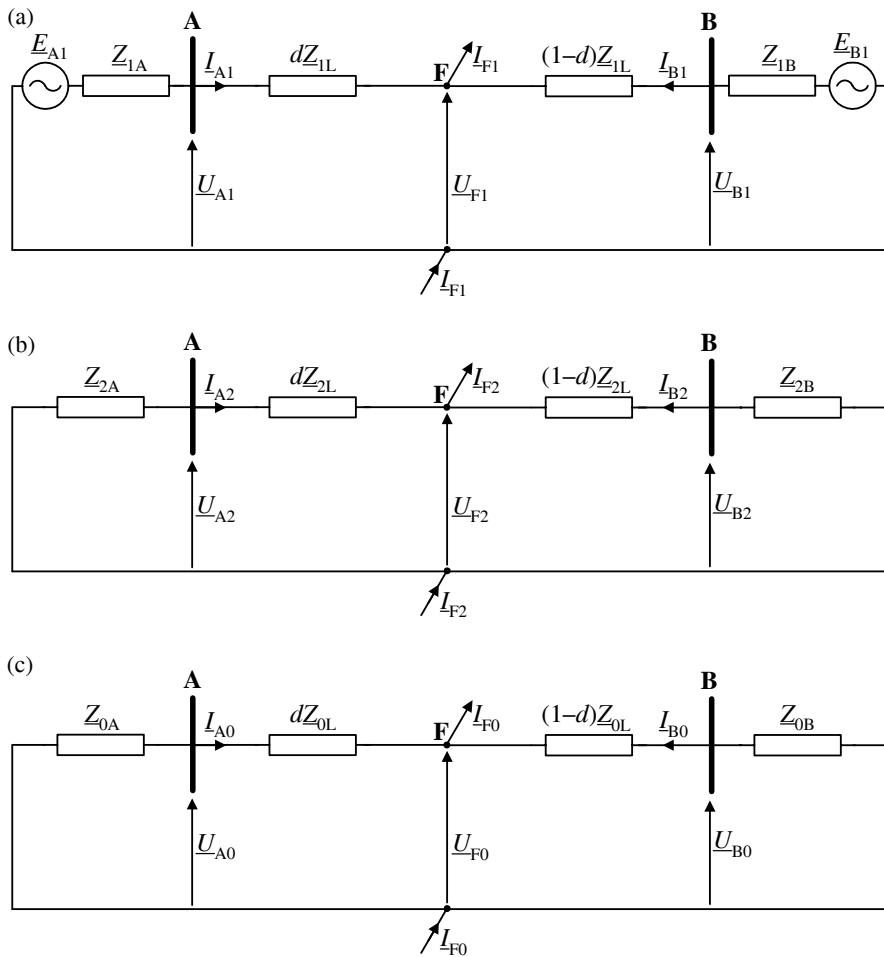 (a)
A B
E_A1 Z_1A I_A1 dZ_1L F I_F1 (1–d)Z_1L I_B1 Z_1B E_B1
U_A1 U_F1 U_B1
I_F1
(b)
A B
Z_2A I_A2 dZ_2L F I_F2 (1–d)Z_2L I_B2 Z_2B
U_A2 U_F2 U_B2
I_F2
(c)
A B
Z_0A I_A0 dZ_0L F I_F0 (1–d)Z_0L I_B0 Z_0B
U_A0 U_F0 U_B0
I_F0